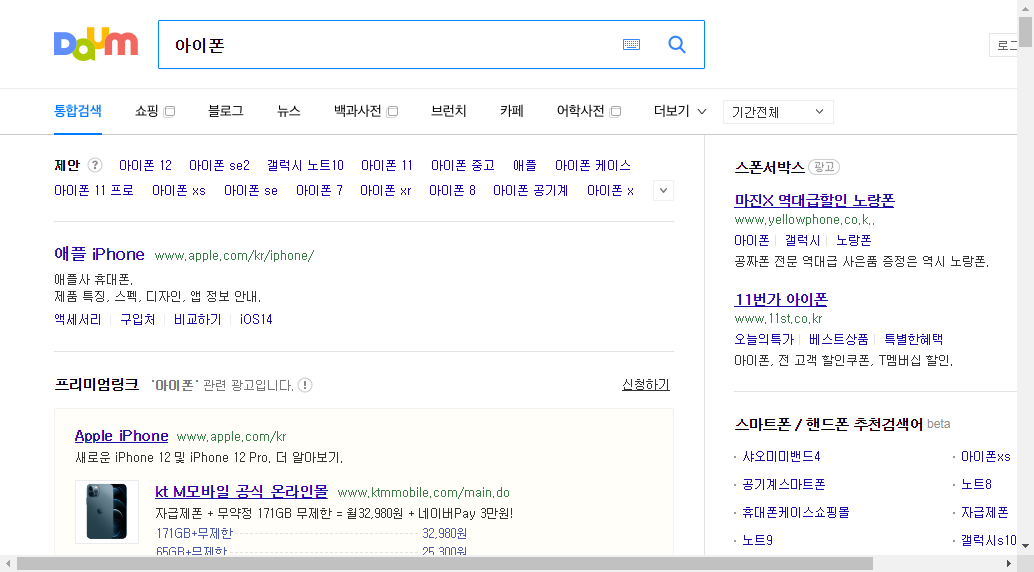 Daum
아이폰
로그
통합검색 쇼핑 블로그 뉴스 백과사전 브런치 카페 어학사전 더보기 기간전체
제안 ? 아이폰 12 아이폰 se2 갤럭시 노트10 아이폰 11 아이폰 중고 애플 아이폰 케이스
아이폰 11 프로 아이폰 xs 아이폰 se 아이폰 7 아이폰 xr 아이폰 8 아이폰 공기계 아이폰 x
애플 iPhone www.apple.com/kr/iphone/
애플사 휴대폰.
제품 특징, 스펙, 디자인, 앱 정보 안내.
액세서리 구입처 비교하기 iOS14
프리미엄링크 '아이폰' 관련 광고입니다. ! 신청하기
Apple iPhone www.apple.com/kr
새로운 iPhone 12 및 iPhone 12 Pro. 더 알아보기.
kt M모바일 공식 온라인몰 www.ktmmobile.com/main.do
자급제폰 + 무약정 171GB 무제한 = 월32,980원 + 네이버Pay 3만원!
171GB+무제한 32,980원
65GB+무제한 25,300원
스폰서박스 광고
마진X 역대급할인 노랑폰
www.yellowphone.co.k..
아이폰 갤럭시 노랑폰
공짜폰 전문 역대급 사은품 증정은 역시 노랑폰.
11번가 아이폰
www.11st.co.kr
오늘의특가 베스트상품 특별한혜택
아이폰, 전 고객 할인쿠폰, T멤버십 할인.
스마트폰 / 핸드폰 추천검색어 beta
· 샤오미미밴드4 · 아이폰xs
· 공기계스마트폰 · 노트8
· 휴대폰케이스쇼핑몰 · 자급제폰
· 노트9 · 갤럭시s10